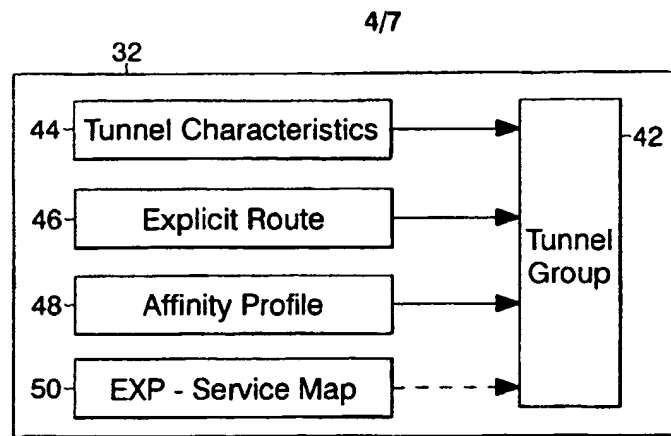 4/7
32
44 Tunnel Characteristics
42
46 Explicit Route
Tunnel
Group
48 Affinity Profile
50 EXP - Service Map